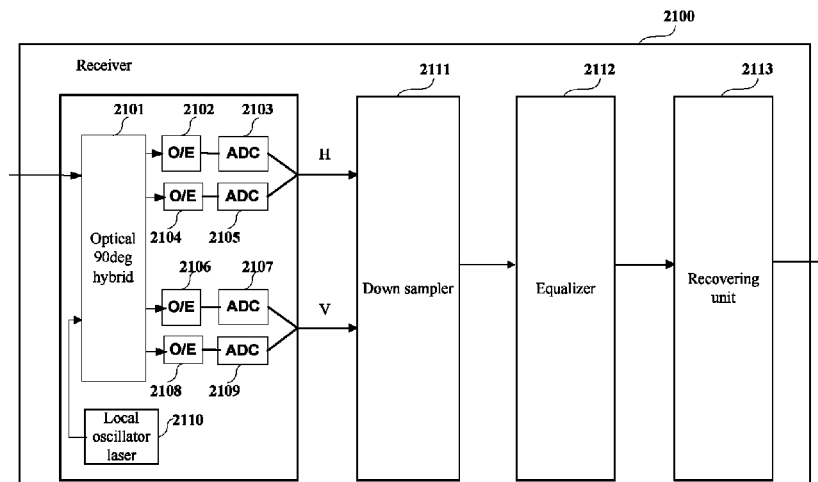 2100
Receiver
2111
2112
2113
2101
2102
2103
O/E
ADC
H
O/E
ADC
2104
2105
Optical
90deg
hybrid
2106
2107
O/E
ADC
V
O/E
ADC
2108
2109
Local
oscillator
laser
2110
Down sampler
Equalizer
Recovering
unit